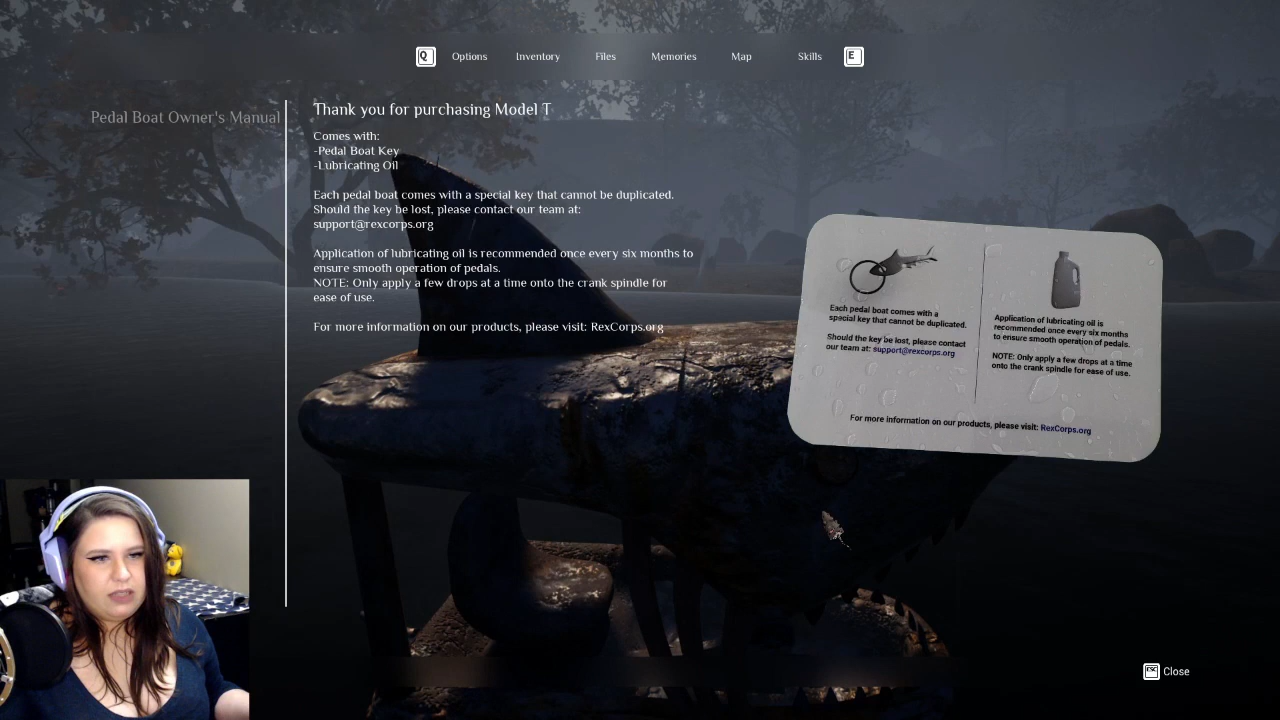 Q Options Inventory Files Memories Map Skills E
Pedal Boat Owner's Manual
Thank you for purchasing Model T
Comes with:
-Pedal Boat Key
-Lubricating Oil
Each pedal boat comes with a special key that cannot be duplicated.
Should the key be lost, please contact our team at:
support@rexcorps.org
Application of lubricating oil is recommended once every six months to
ensure smooth operation of pedals.
NOTE: Only apply a few drops at a time onto the crank spindle for
ease of use.
For more information on our products, please visit: RexCorps.org
Each pedal boat comes with a
special key that cannot be duplicated.
Should the key be lost, please contact
our team at: support@rexcorps.org
Application of lubricating oil is
recommended once every six months
to ensure smooth operation of pedals.
NOTE: Only apply a few drops at a time
onto the crank spindle for ease of use.
For more information on our products, please visit: RexCorps.org
ESC Close